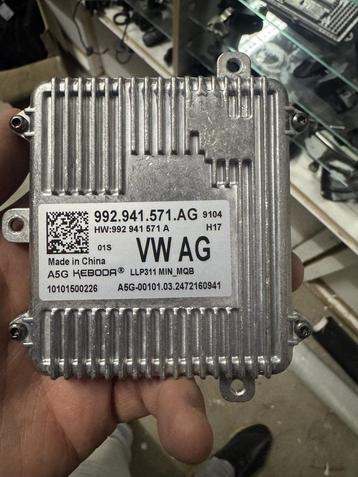 992.941.571.AG 9104
HW:992 941 571 A H17
01S VW AG
Made in China
A5G KEBODA® LLP311 MIN_MQB
10101500226 A5G-00101.03.2472160941